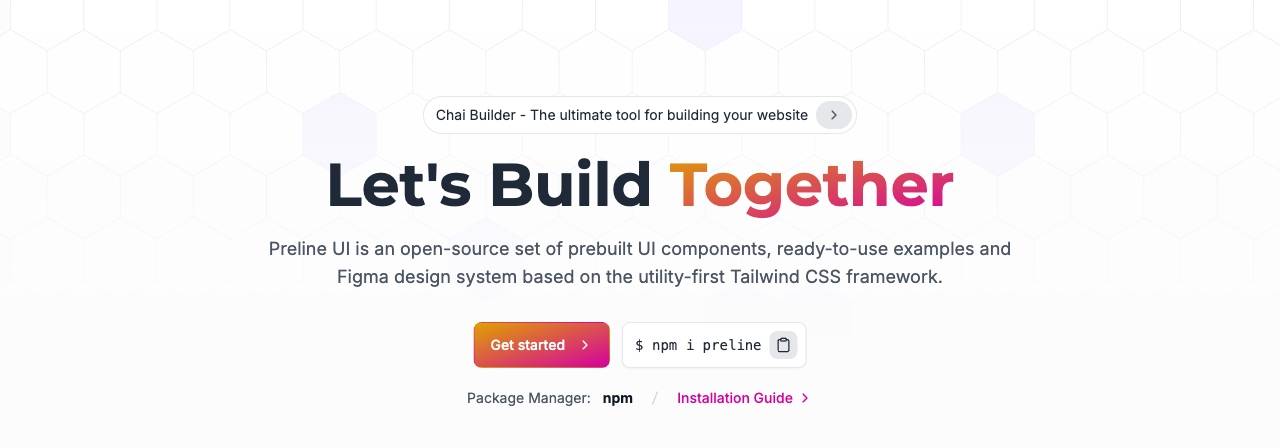 Chai Builder - The ultimate tool for building your website
Let's Build Together
Preline UI is an open-source set of prebuilt UI components, ready-to-use examples and
Figma design system based on the utility-first Tailwind CSS framework.
Get started
$ npm i preline
Package Manager: npm / Installation Guide